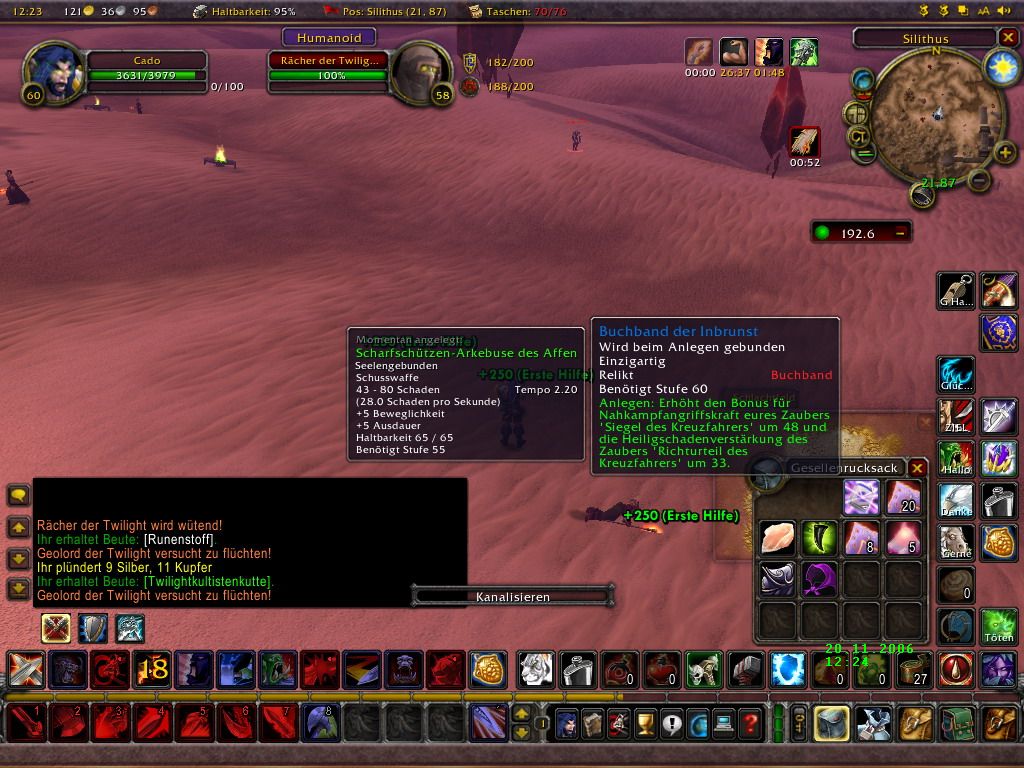 12:23 121 36 95 Haltbarkeit: 95% Pos: Silithus (21, 87) Taschen: 70/76
Humanoid
Silithus
N
Cado
3631/3979
60
0/100
Rächer der Twilig...
100%
58
182/200
188/200
00:00 26:37 01:48
00:52
CT
21,87
192.6
G Ha...
Glüc...
ZIEL
Hallo
Danke
Gerne
0
Töten
Momentan angelegt
Scharfschützen-Arkebuse des Affen
Seelengebunden
Schusswaffe
43 - 80 Schaden Tempo 2.20
(28.0 Schaden pro Sekunde)
+5 Beweglichkeit
+5 Ausdauer
Haltbarkeit 65 / 65
Benötigt Stufe 55
+250 (Erste Hilfe)
Buchband der Inbrunst
Wird beim Anlegen gebunden
Einzigartig
Relikt Buchband
Benötigt Stufe 60
Anlegen: Erhöht den Bonus für
Nahkampfangriffskraft eures Zaubers
'Siegel des Kreuzfahrers' um 48 und
die Heiligschadenverstärkung des
Zaubers 'Richturteil des
Kreuzfahrers' um 33.
Gesellenrucksack
20
8 5
+250 (Erste Hilfe)
Rächer der Twilight wird wütend!
Ihr erhaltet Beute: [Runenstoff].
Geolord der Twilight versucht zu flüchten!
Ihr plündert 9 Silber, 11 Kupfer
Ihr erhaltet Beute: [Twilightkultistenkutte].
Geolord der Twilight versucht zu flüchten!
Kanalisieren
20.11.2006
12:24
18
0 0 0 0 27
1 2 3 4 5 6 7 8
1